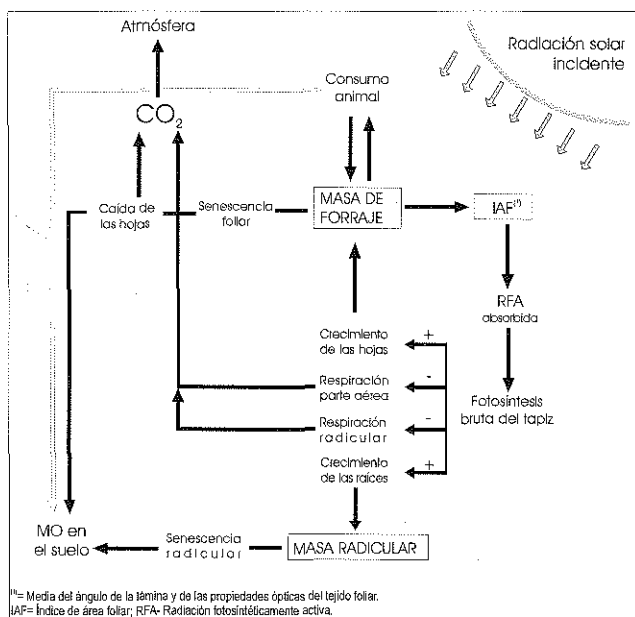 Atmósfera
Radiación solar
incidente
Consumo
animal
CO₂
Caída de
las hojas
Senescencia
foliar
MASA DE
FORRAJE
IAF(*)
RFA
absorbida
Crecimiento
de las hojas
+
Respiración
parte aérea
-
Fotosíntesis
bruta del tapiz
Respiración
radicular
-
Crecimiento
de las raíces
+
MO en
el suelo
Senescencia
radicular
MASA RADICULAR
(*)= Media del ángulo de la lámina y de las propiedades ópticas del tejido foliar.
IAF= Índice de área foliar; RFA- Radiación fotosintéticamente activa.